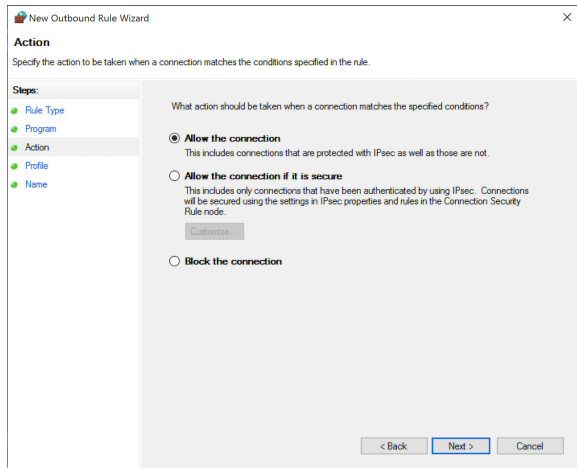 New Outbound Rule Wizard
Action
Specify the action to be taken when a connection matches the conditions specified in the rule.
Steps:
Rule Type
Program
Action
Profile
Name
What action should be taken when a connection matches the specified conditions?
Allow the connection
This includes connections that are protected with IPsec as well as those are not.
Allow the connection if it is secure
This includes only connections that have been authenticated by using IPsec. Connections
will be secured using the settings in IPsec properties and rules in the Connection Security
Rule node.
Customize...
Block the connection
< Back
Next >
Cancel